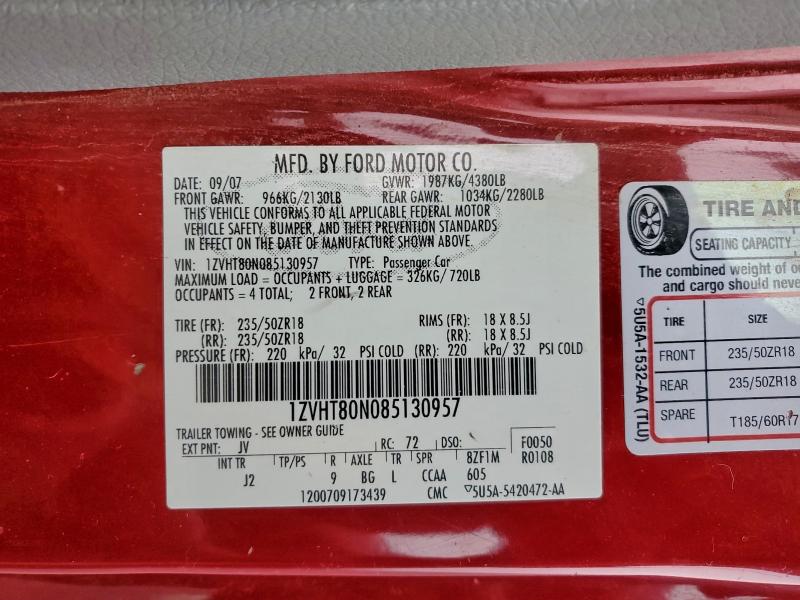 MFD. BY FORD MOTOR CO.
DATE: 09/07 GVWR: 1987KG/4380LB
FRONT GAWR: 966KG/2130LB REAR GAWR: 1034KG/2280LB
THIS VEHICLE CONFORMS TO ALL APPLICABLE FEDERAL MOTOR
VEHICLE SAFETY, BUMPER, AND THEFT PREVENTION STANDARDS
IN EFFECT ON THE DATE OF MANUFACTURE SHOWN ABOVE.
VIN: 1ZVHT80N085130957 TYPE: Passenger Car
MAXIMUM LOAD = OCCUPANTS + LUGGAGE = 326KG/ 720LB
OCCUPANTS = 4 TOTAL; 2 FRONT, 2 REAR
TIRE (FR): 235/50ZR18 RIMS (FR): 18 X 8.5J
(RR): 235/50ZR18 (RR): 18 X 8.5J
PRESSURE (FR): 220 kPa/ 32 PSI COLD (RR): 220 kPa/ 32 PSI COLD
1ZVHT80N085130957
TRAILER TOWING - SEE OWNER GUIDE
EXT PNT: JV RC: 72 DSO: F0050
INT TR TP/PS R AXLE TR SPR 8ZF1M R0108
J2 9 BG L CCAA 605
1200709173439 CMC ▽5U5A-5420472-AA
TIRE AND
SEATING CAPACITY
The combined weight of
and cargo should never
TIRE SIZE
FRONT 235/50ZR18
REAR 235/50ZR18
SPARE T185/60R17
▽5U5A-1532-AA (TLU)